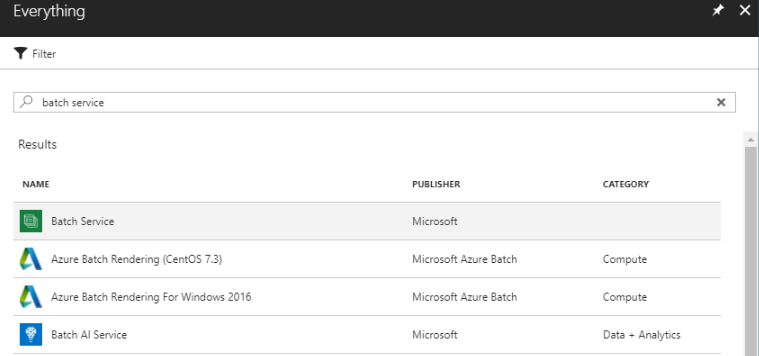 Everything
Filter
batch service
Results
NAME PUBLISHER CATEGORY
Batch Service Microsoft
Azure Batch Rendering (CentOS 7.3) Microsoft Azure Batch Compute
Azure Batch Rendering For Windows 2016 Microsoft Azure Batch Compute
Batch AI Service Microsoft Data + Analytics